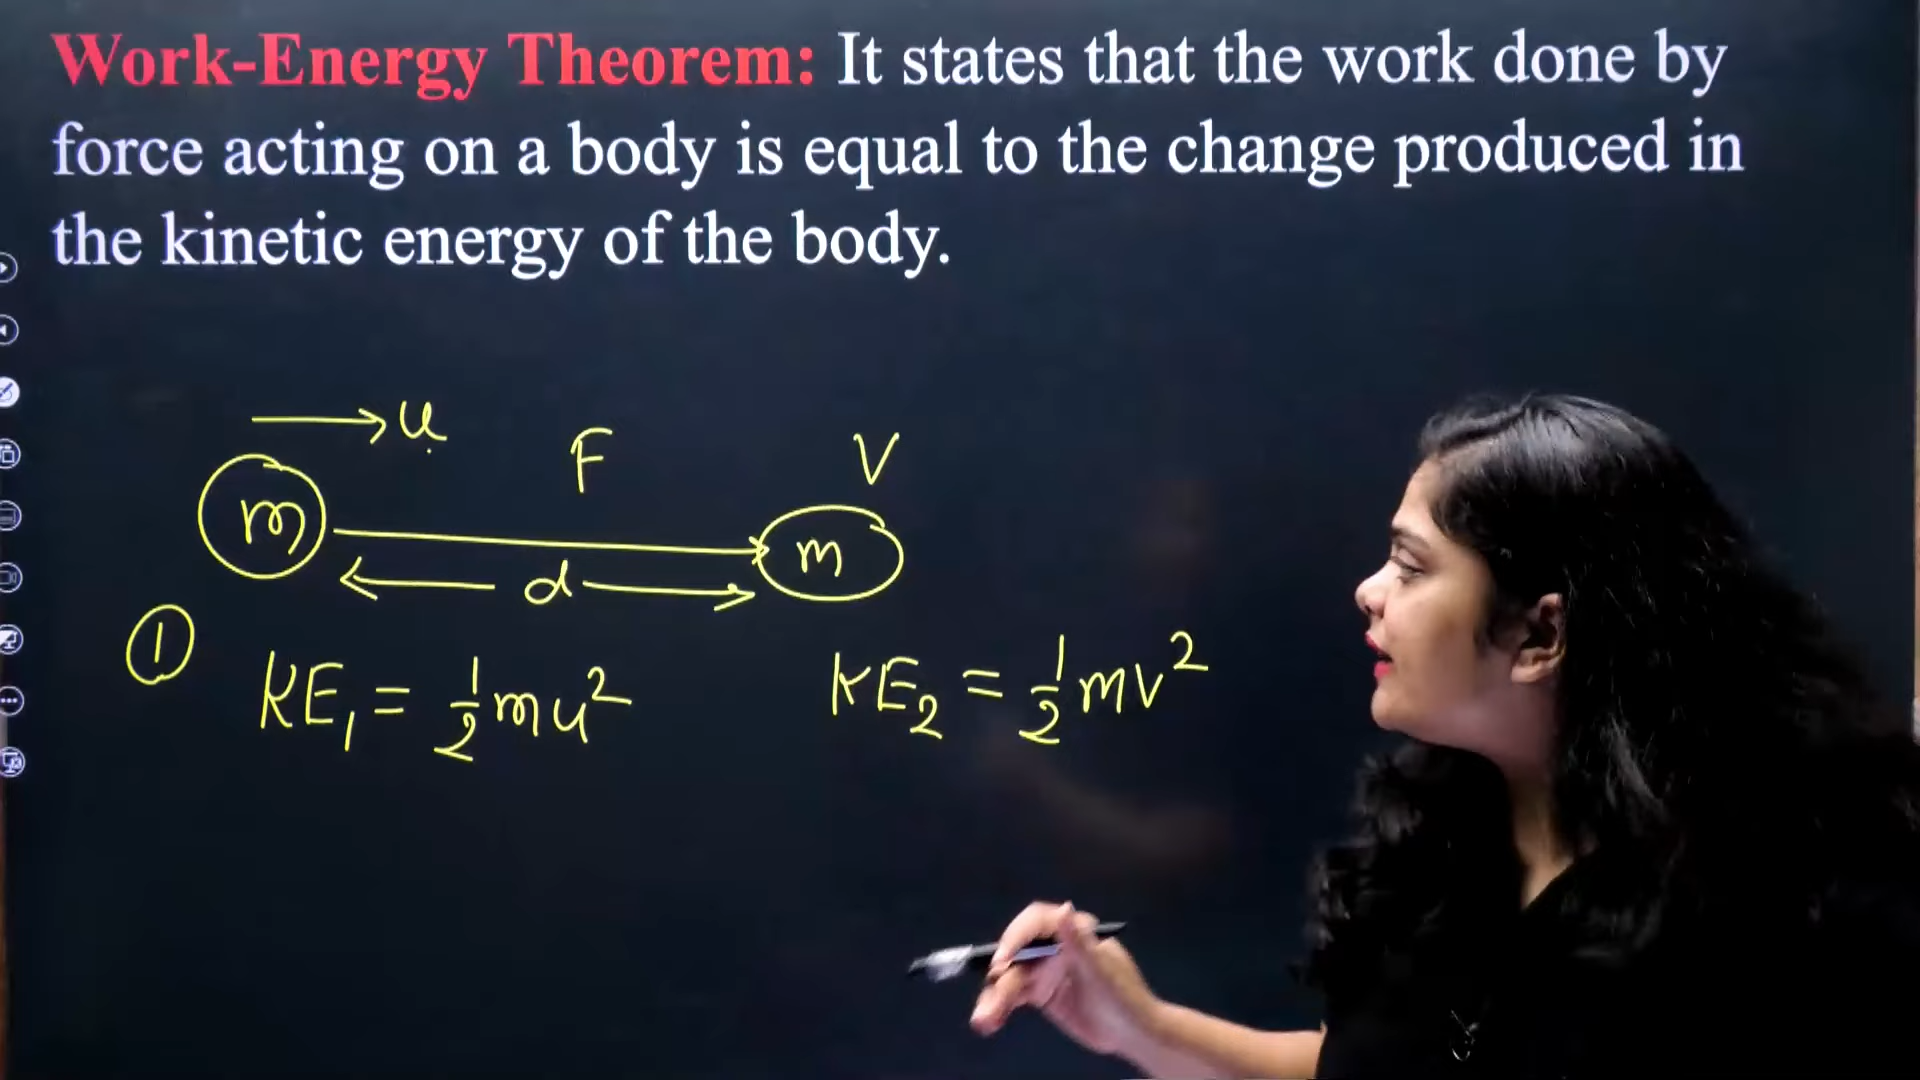 Work-Energy Theorem: It states that the work done by
force acting on a body is equal to the change produced in
the kinetic energy of the body.
u
F
V
m
m
d
①
KE₁ = ½mu²
KE₂ = ½mv²